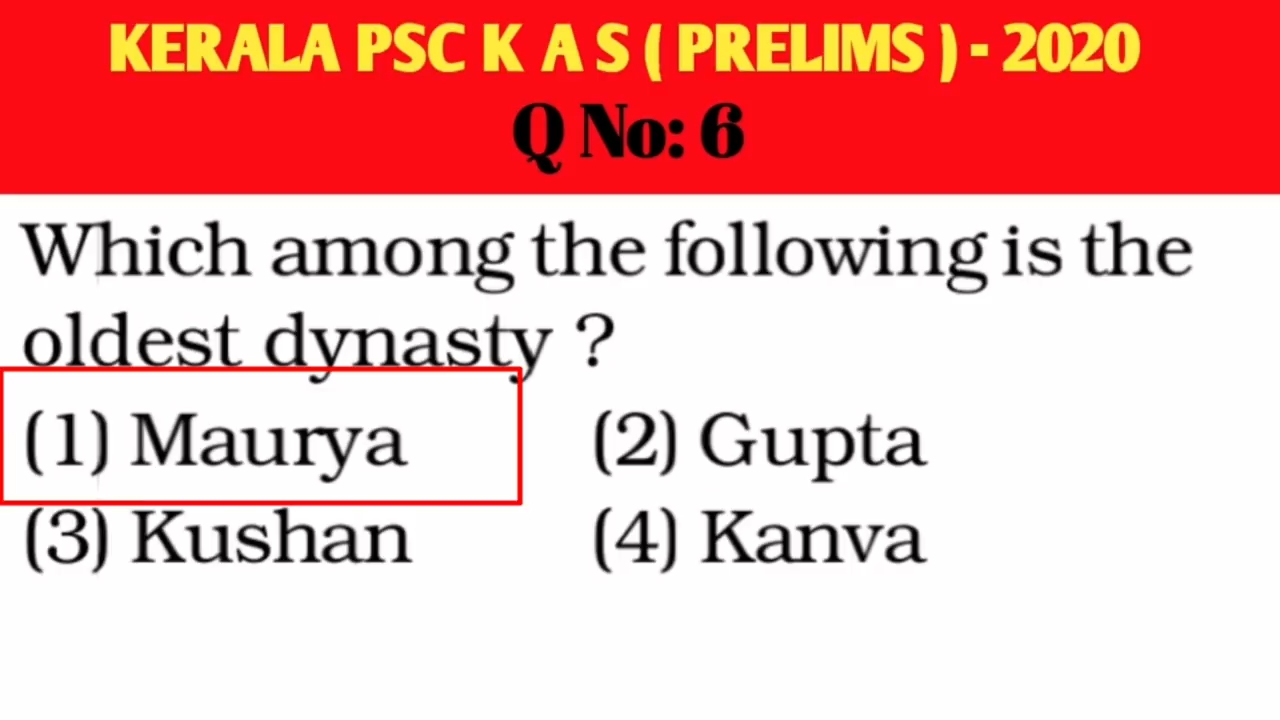 KERALA PSC K A S ( PRELIMS ) - 2020
Q No: 6
Which among the following is the
oldest dynasty ?
(1) Maurya (2) Gupta
(3) Kushan (4) Kanva